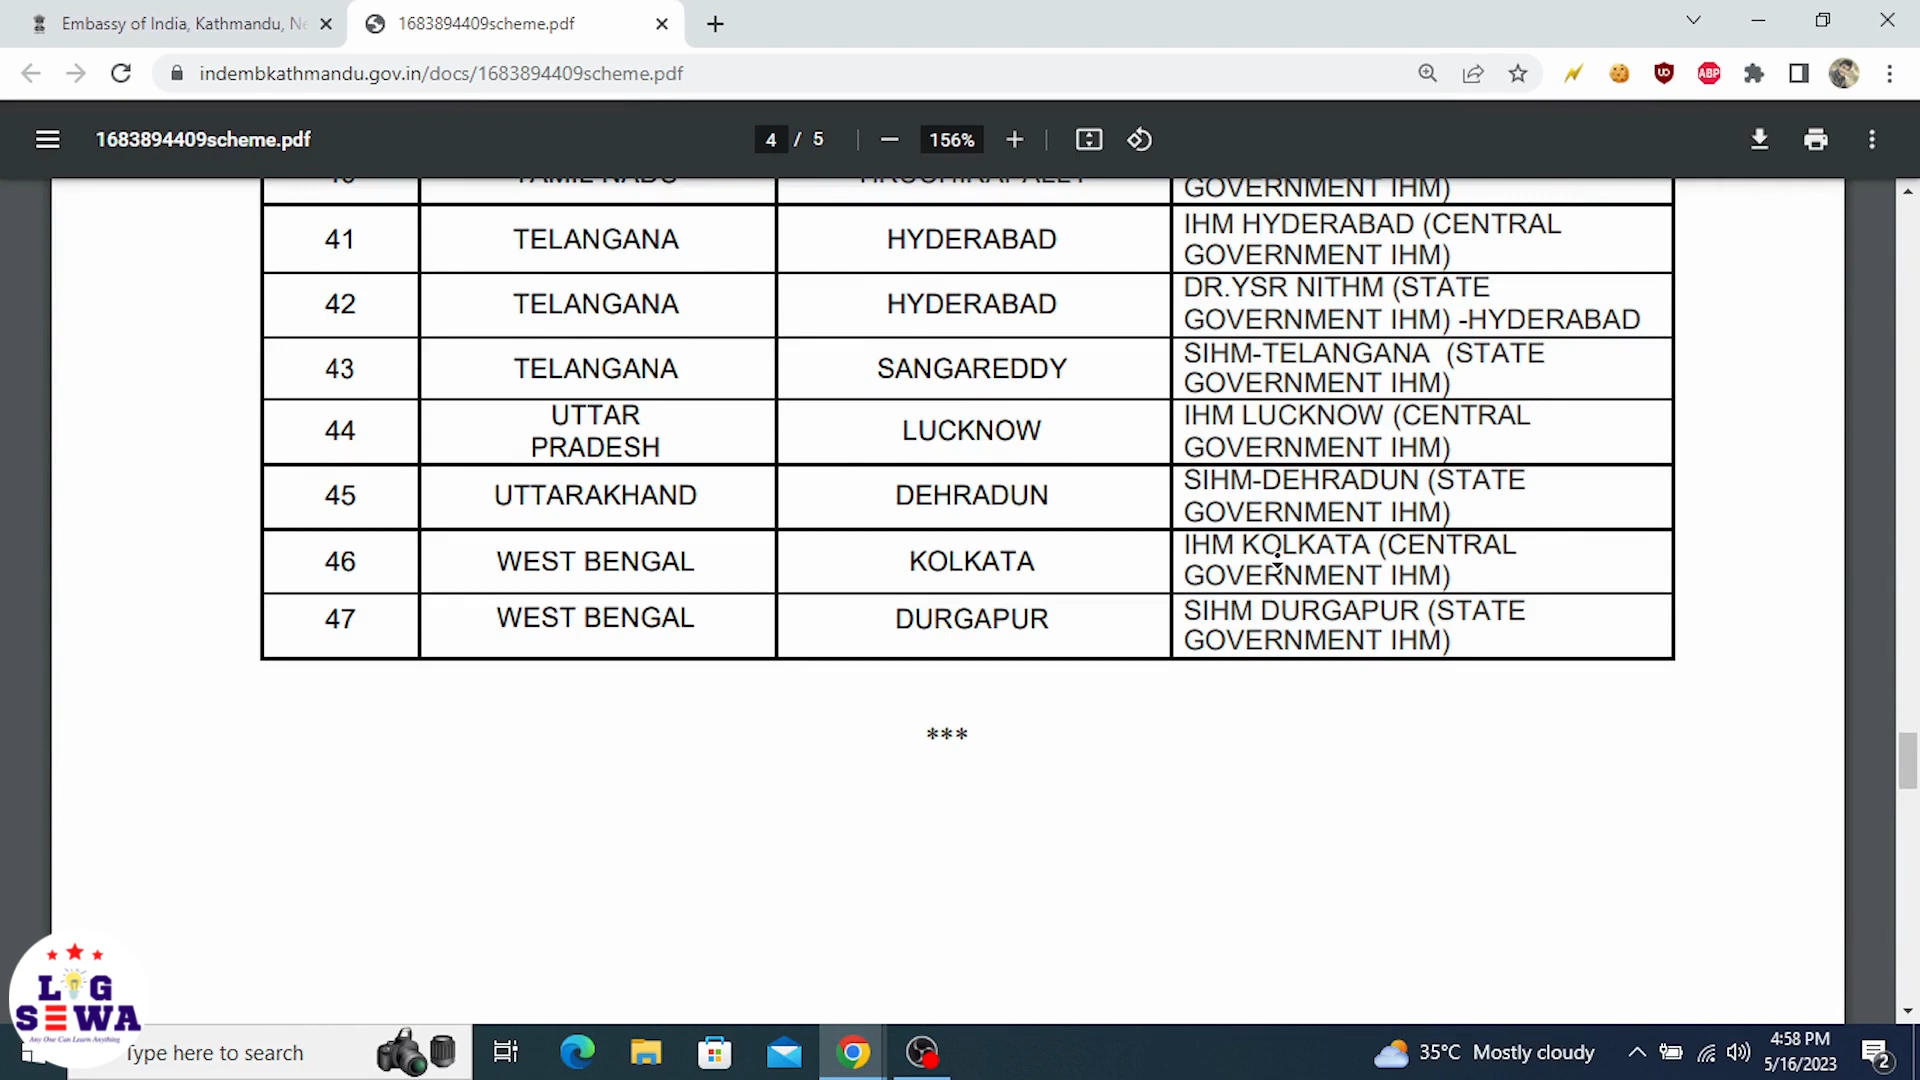 Embassy of India, Kathmandu, Ne
1683894409scheme.pdf
indembkathmandu.gov.in/docs/1683894409scheme.pdf
ABP
1683894409scheme.pdf
4 / 5
156%
GOVERNMENT IHM)
41 TELANGANA HYDERABAD IHM HYDERABAD (CENTRAL
GOVERNMENT IHM)
42 TELANGANA HYDERABAD DR.YSR NITHM (STATE
GOVERNMENT IHM) -HYDERABAD
43 TELANGANA SANGAREDDY SIHM-TELANGANA (STATE
GOVERNMENT IHM)
44 UTTAR
PRADESH LUCKNOW IHM LUCKNOW (CENTRAL
GOVERNMENT IHM)
45 UTTARAKHAND DEHRADUN SIHM-DEHRADUN (STATE
GOVERNMENT IHM)
46 WEST BENGAL KOLKATA IHM KOLKATA (CENTRAL
GOVERNMENT IHM)
47 WEST BENGAL DURGAPUR SIHM DURGAPUR (STATE
GOVERNMENT IHM)
***
L G
SEWA
Any One Can Learn Anything
Type here to search
35°C Mostly cloudy
4:58 PM
5/16/2023
2